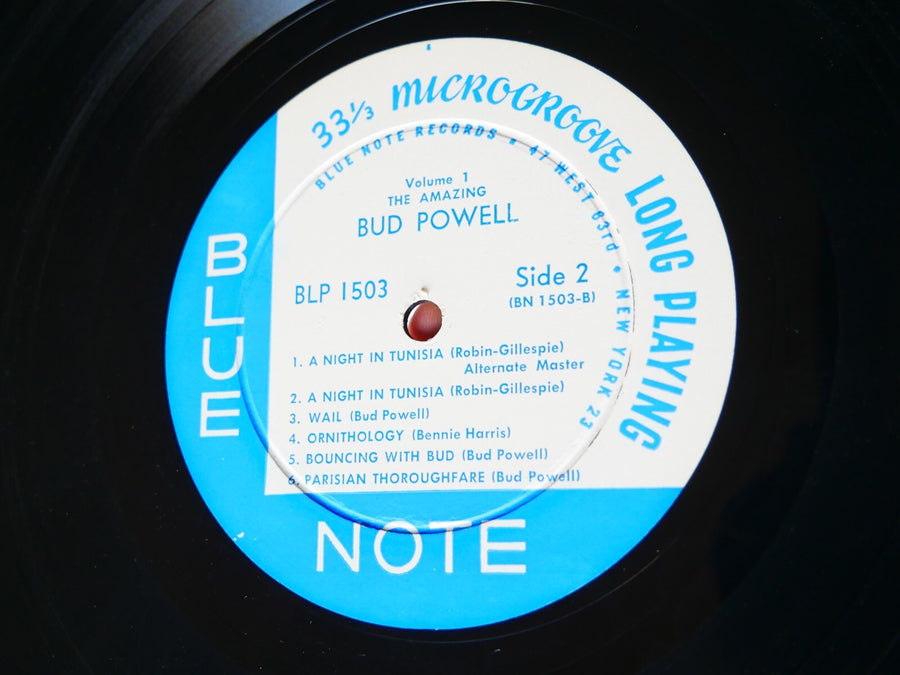 33⅓ MICROGROOVE LONG PLAYING
BLUE NOTE RECORDS • 47 WEST 63rd • NEW YORK 23
Volume 1
THE AMAZING
BUD POWELL
BLP 1503
Side 2
(BN 1503-B)
1. A NIGHT IN TUNISIA (Robin-Gillespie)
Alternate Master
2. A NIGHT IN TUNISIA (Robin-Gillespie)
3. WAIL (Bud Powell)
4. ORNITHOLOGY (Bennie Harris)
5. BOUNCING WITH BUD (Bud Powell)
6. PARISIAN THOROUGHFARE (Bud Powell)
BLUE
NOTE